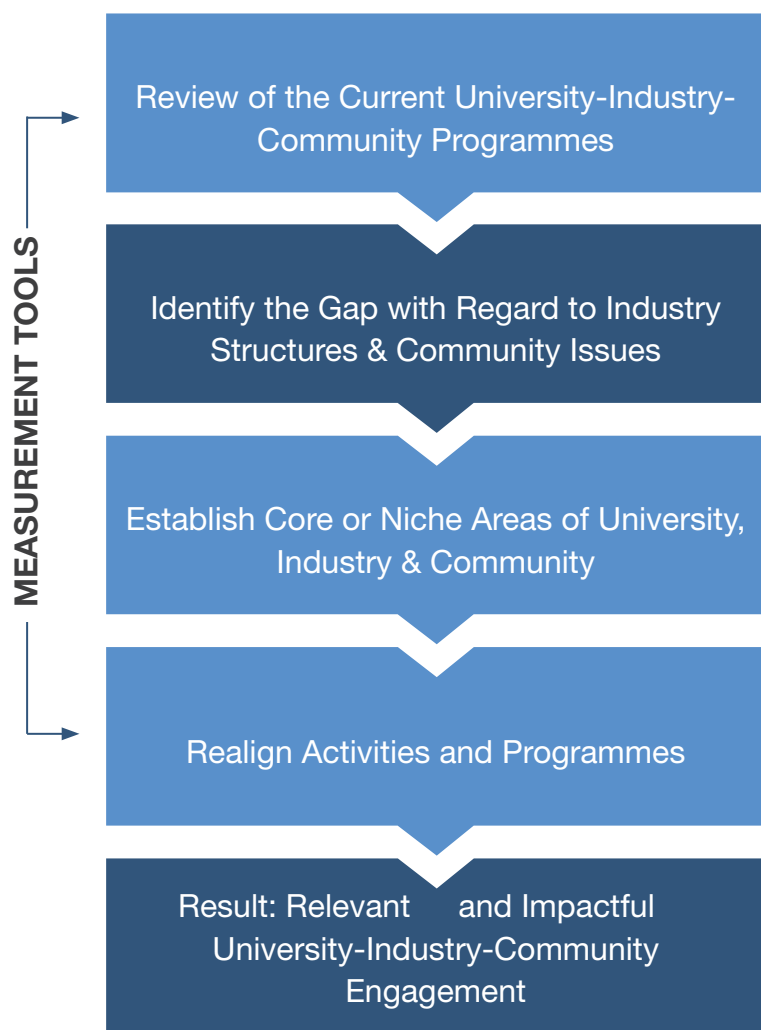 MEASUREMENT TOOLS
Review of the Current University-Industry-
Community Programmes
Identify the Gap with Regard to Industry
Structures & Community Issues
Establish Core or Niche Areas of University,
Industry & Community
Realign Activities and Programmes
Result: Relevant and Impactful
University-Industry-Community
Engagement